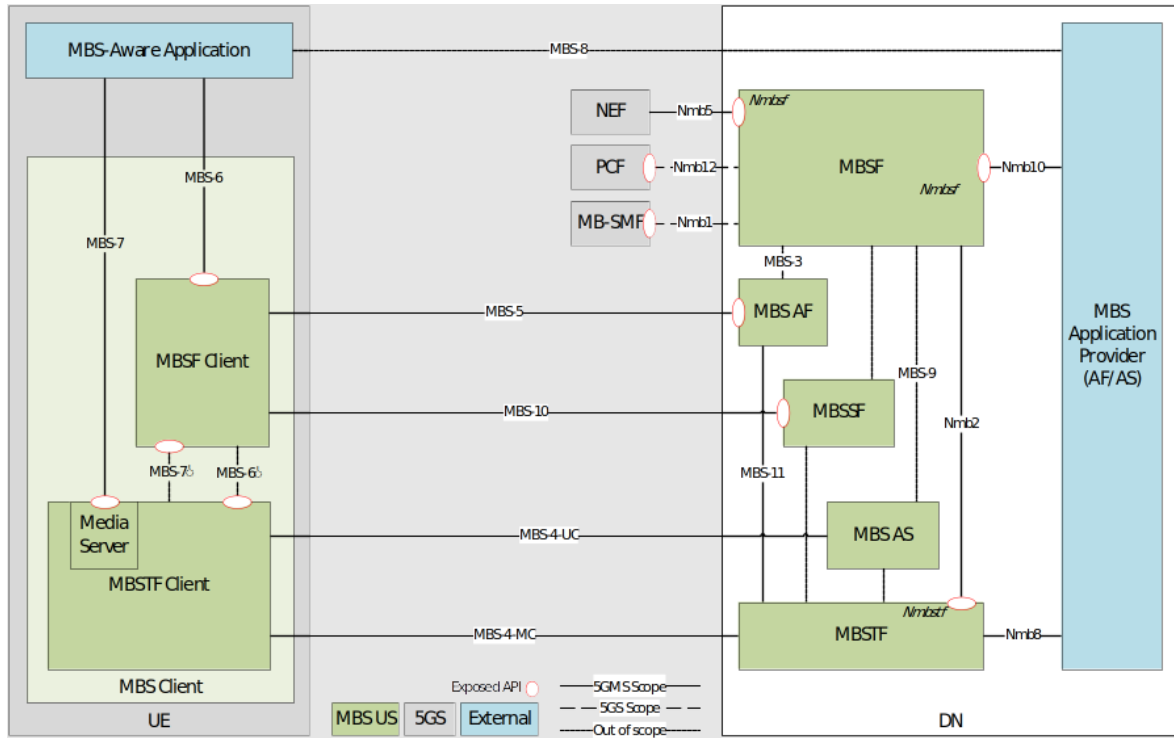 MBS-Aware Application
MBS-8
Nmbsf
NEF
Nmb5
PCF
Nmb12
MBSF
Nmb10
MBS-6
Nmbsf
MB-SMF
Nmb1
MBS-7
MBS-3
MBS-5
MBS AF
MBS
Application
Provider
(AF/AS)
MBSF Client
MBS-9
MBS-10
MBSSF
Nmb2
MBS-7
MBS-6
MBS-11
Media
Server
MBS-4-UC
MBS AS
MBSTF Client
Nmbstf
MBS-4-MC
MBSTF
Nmb8
MBS Client
Exposed API
5GMS Scope
5GS Scope
UE
MBS US
5GS
External
Out of scope
DN